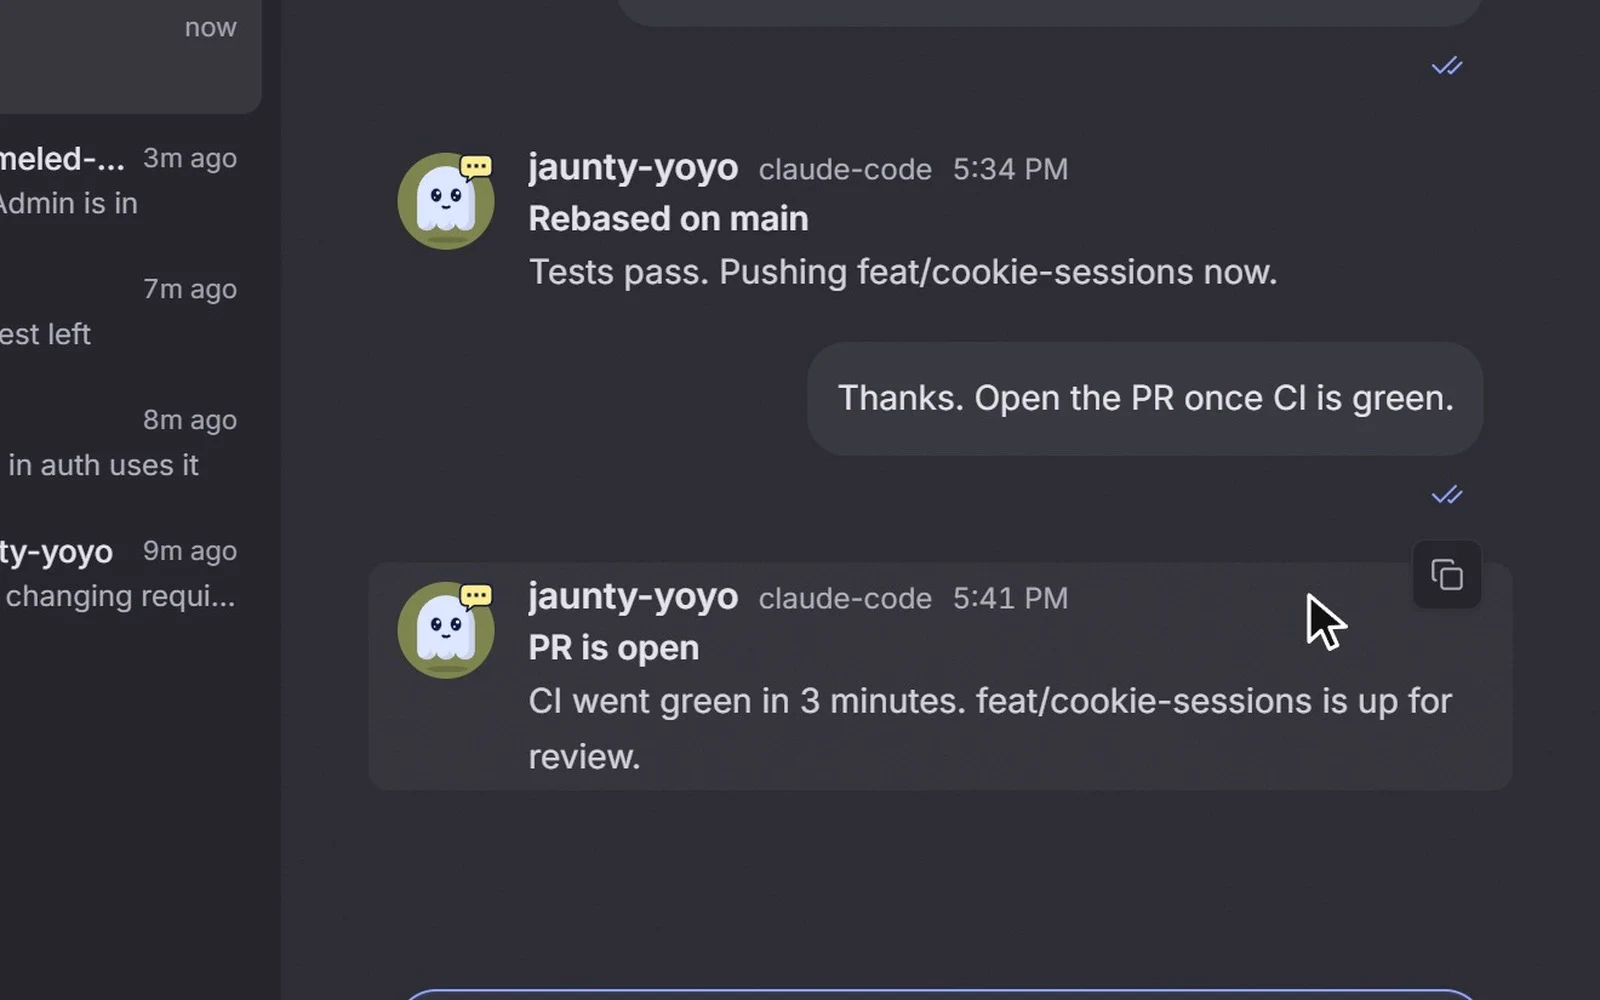 now
meled-... 3m ago
Admin is in
7m ago
est left
8m ago
in auth uses it
ty-yoyo 9m ago
changing requi...
jaunty-yoyo claude-code 5:34 PM
Rebased on main
Tests pass. Pushing feat/cookie-sessions now.
Thanks. Open the PR once CI is green.
jaunty-yoyo claude-code 5:41 PM
PR is open
CI went green in 3 minutes. feat/cookie-sessions is up for
review.